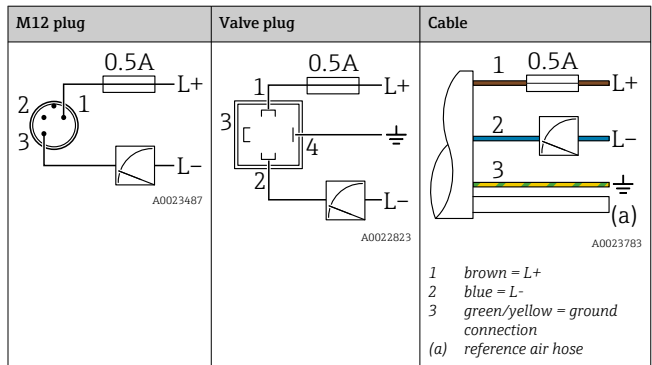 M12 plug
Valve plug
Cable
0.5A
L+
1
2
3
L–
A0023487
0.5A
L+
1
3
4
2
L–
A0022823
1
0.5A
L+
2
L–
3
(a)
A0023783
1 brown = L+
2 blue = L-
3 green/yellow = ground
connection
(a) reference air hose